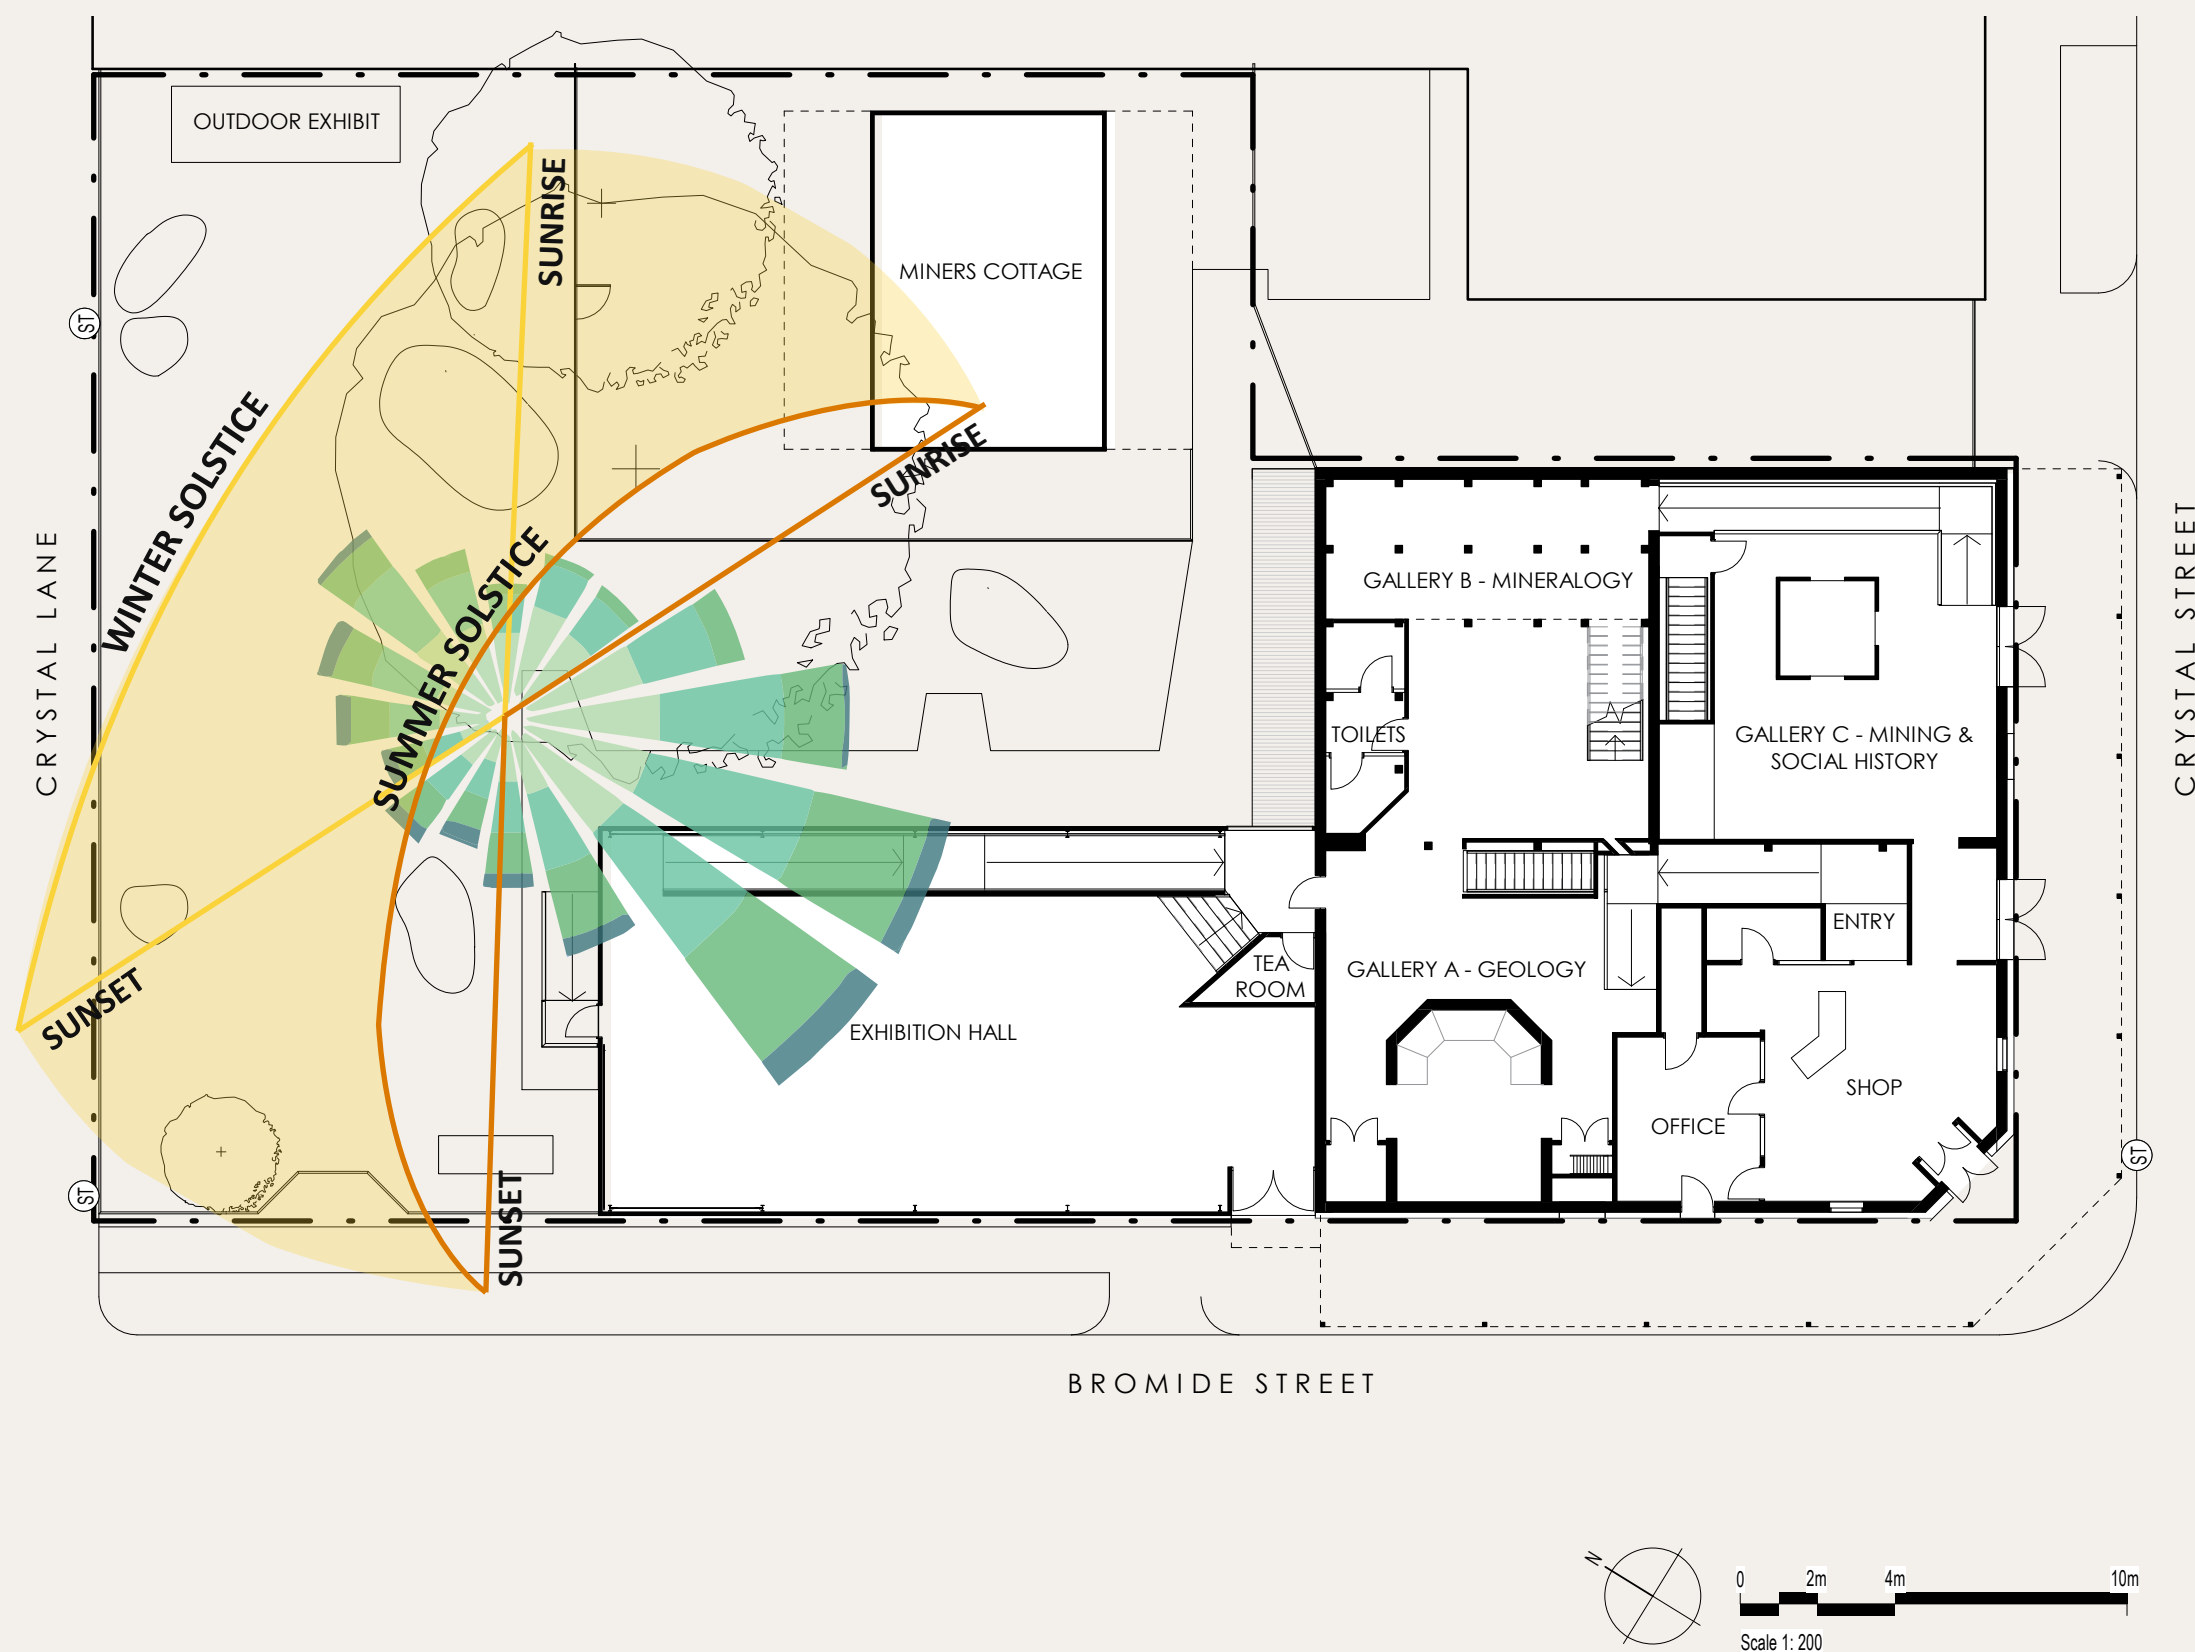 OUTDOOR EXHIBIT
SUNRISE
MINERS COTTAGE
ST
WINTER SOLSTICE
SUNRISE
SUMMER SOLSTICE
CRYSTAL LANE
CRYSTAL STREET
GALLERY B - MINERALOGY
TOILETS
GALLERY C - MINING &
SOCIAL HISTORY
ENTRY
TEA
ROOM
GALLERY A - GEOLOGY
SUNSET
EXHIBITION HALL
SHOP
OFFICE
ST
ST
SUNSET
BROMIDE STREET
N
0
2m
4m
10m
Scale 1: 200